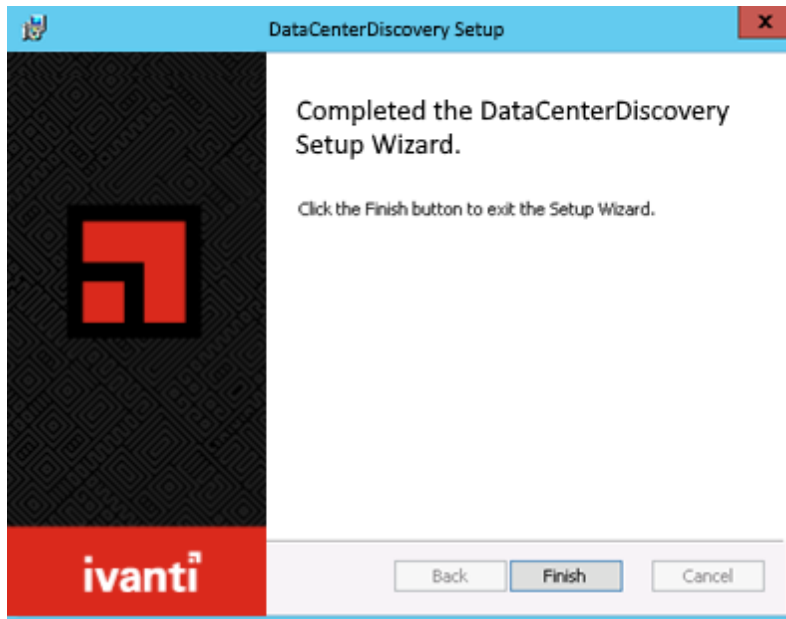 DataCenterDiscovery Setup
x
Completed the DataCenterDiscovery
Setup Wizard.
Click the Finish button to exit the Setup Wizard.
ivanti
Back
Finish
Cancel